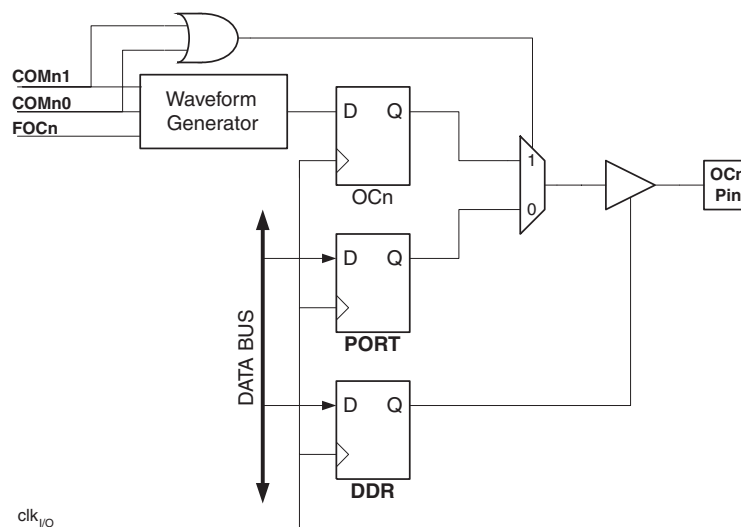 COMn1
COMn0
FOCn
Waveform
Generator
D Q
OCn
1
0
OCn
Pin
D Q
PORT
D Q
DDR
DATA BUS
clkI/O